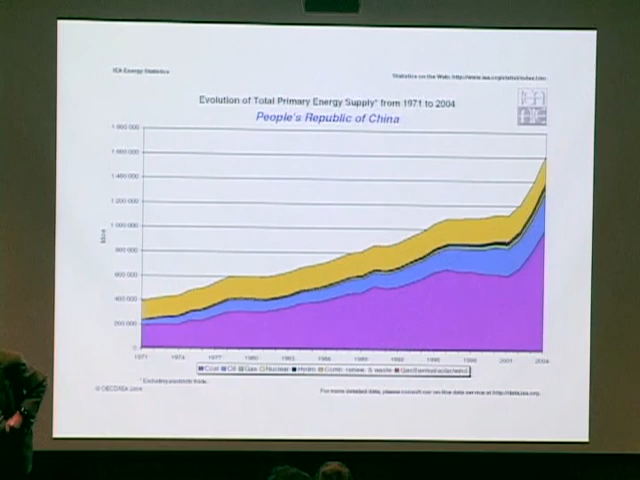 IEA Energy Statistics
Statistics on the Web: http://www.iea.org/statist/index.htm
Evolution of Total Primary Energy Supply* from 1971 to 2004
People's Republic of China
1 800 000
1 600 000
1 400 000
1 200 000
1 000 000
800 000
600 000
400 000
200 000
0
1971 1974 1977 1980 1983 1986 1989 1992 1995 1998 2001 2004
Coal Oil Gas Nuclear Hydro Comb. renew. & waste Geothermal/solar/wind
* Excluding electricity trade.
© OECD/IEA
For more detailed data, please consult our on-line data service at http://data.iea.org.